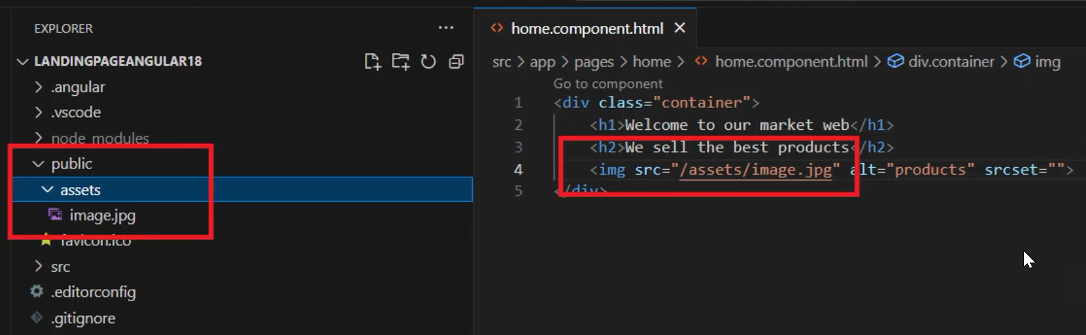 EXPLORER
LANDINGPAGEANGULAR18
.angular
.vscode
node_modules
public
assets
image.jpg
favicon.ico
src
.editorconfig
.gitignore
home.component.html
src > app > pages > home > home.component.html > div.container > img
Go to component
1 <div class="container">
2 <h1>Welcome to our market web</h1>
3 <h2>We sell the best products</h2>
4 <img src="/assets/image.jpg" alt="products" srcset="">
5 </div>